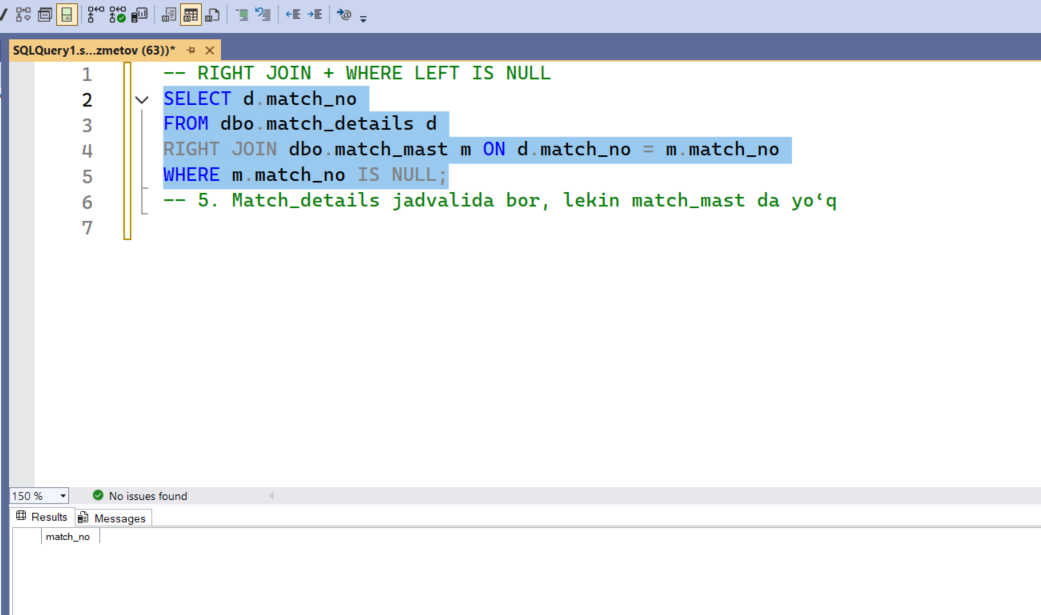 SQLQuery1.s...zmetov (63))*
1 -- RIGHT JOIN + WHERE LEFT IS NULL
2 SELECT d.match_no
3 FROM dbo.match_details d
4 RIGHT JOIN dbo.match_mast m ON d.match_no = m.match_no
5 WHERE m.match_no IS NULL;
6 -- 5. Match_details jadvalida bor, lekin match_mast da yo‘q
7
150 % No issues found
Results Messages
match_no